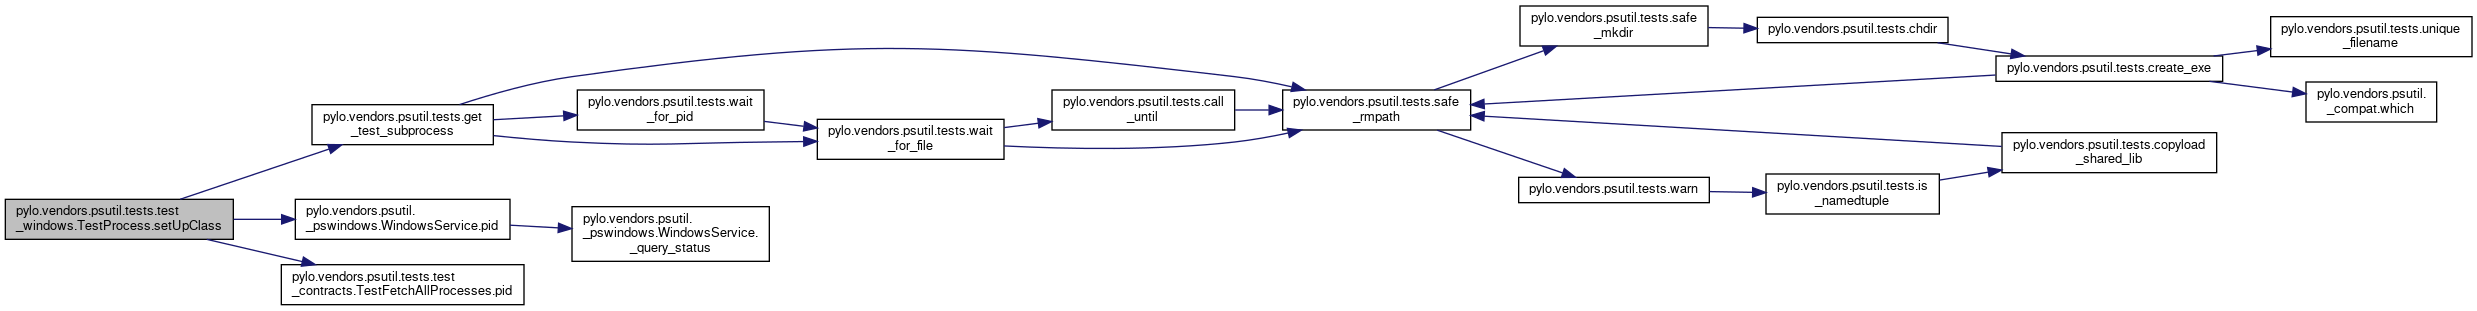 pylo.vendors.psutil.tests.test
_windows.TestProcess.setUpClass
pylo.vendors.psutil.tests.get
_test_subprocess
pylo.vendors.psutil.
_pswindows.WindowsService.pid
pylo.vendors.psutil.tests.test
_contracts.TestFetchAllProcesses.pid
pylo.vendors.psutil.tests.wait
_for_pid
pylo.vendors.psutil.
_pswindows.WindowsService.
_query_status
pylo.vendors.psutil.tests.wait
_for_file
pylo.vendors.psutil.tests.call
_until
pylo.vendors.psutil.tests.safe
_rmpath
pylo.vendors.psutil.tests.safe
_mkdir
pylo.vendors.psutil.tests.warn
pylo.vendors.psutil.tests.chdir
pylo.vendors.psutil.tests.is
_namedtuple
pylo.vendors.psutil.tests.create_exe
pylo.vendors.psutil.tests.copyload
_shared_lib
pylo.vendors.psutil.tests.unique
_filename
pylo.vendors.psutil.
_compat.which